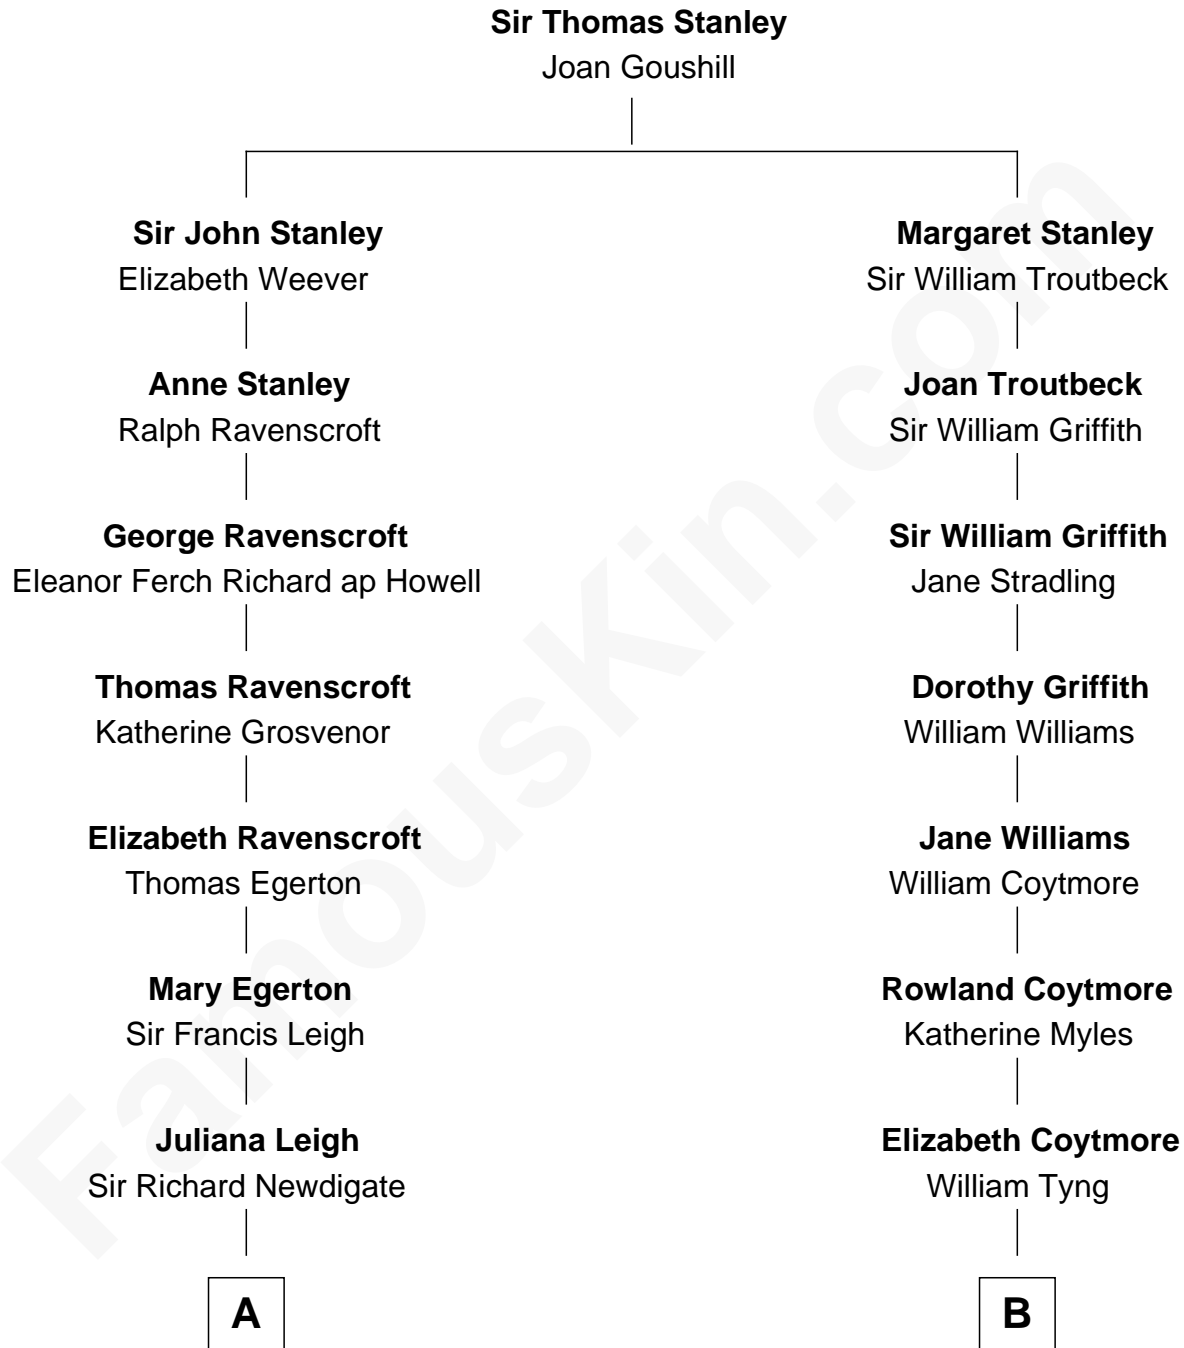 Sir Thomas Stanley
Joan Goushill
Sir John Stanley
Elizabeth Weever
Margaret Stanley
Sir William Troutbeck
Anne Stanley
Ralph Ravenscroft
Joan Troutbeck
Sir William Griffith
George Ravenscroft
Eleanor Ferch Richard ap Howell
Sir William Griffith
Jane Stradling
Thomas Ravenscroft
Katherine Grosvenor
Dorothy Griffith
William Williams
Elizabeth Ravenscroft
Thomas Egerton
Jane Williams
William Coytmore
Mary Egerton
Sir Francis Leigh
Rowland Coytmore
Katherine Myles
Juliana Leigh
Sir Richard Newdigate
Elizabeth Coytmore
William Tyng
A
B
FamousKin.com